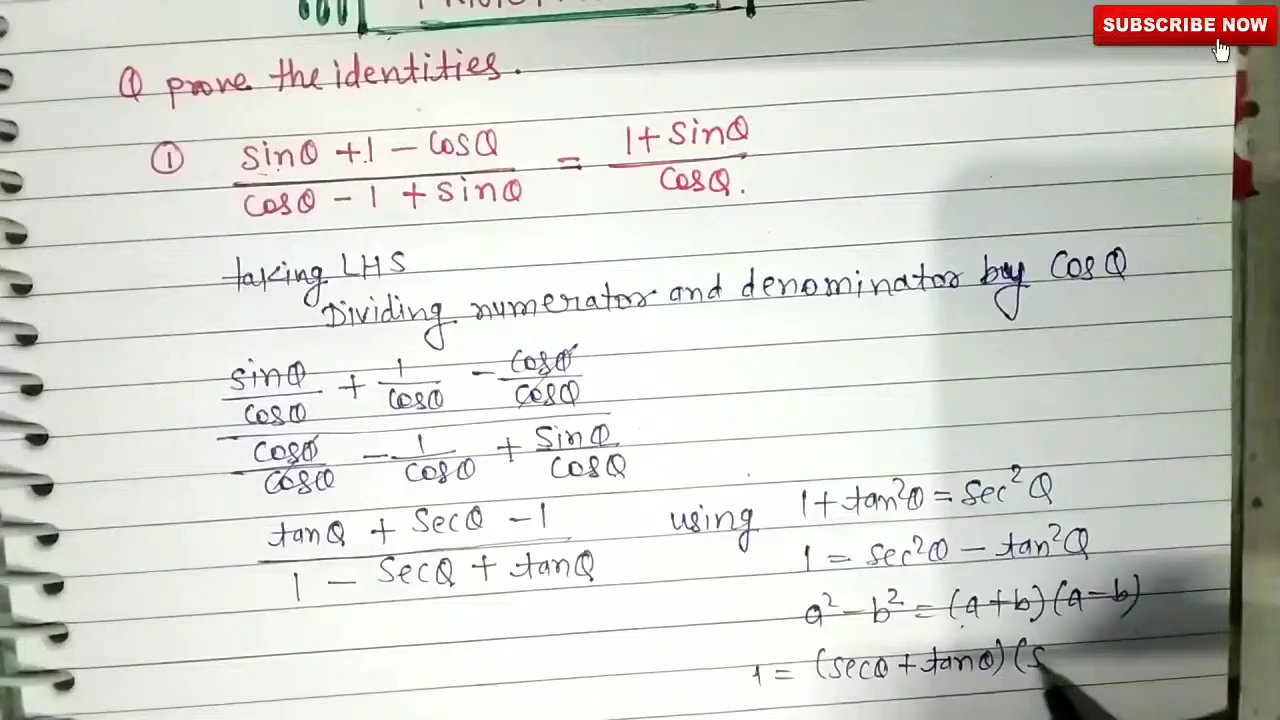 SUBSCRIBE NOW
Q prove the identities.
① sinθ + 1 - cosθ / cosθ - 1 + sinθ = 1 + sinθ / cosθ.
taking LHS
Dividing numerator and denominator by cosθ
sinθ/cosθ + 1/cosθ - cosθ/cosθ
cosθ/cosθ - 1/cosθ + sinθ/cosθ
tanθ + secθ - 1
1 - secθ + tanθ
using 1 + tan²θ = sec²θ
1 = sec²θ - tan²θ
a² - b² = (a+b)(a-b)
1 = (secθ + tanθ)(s